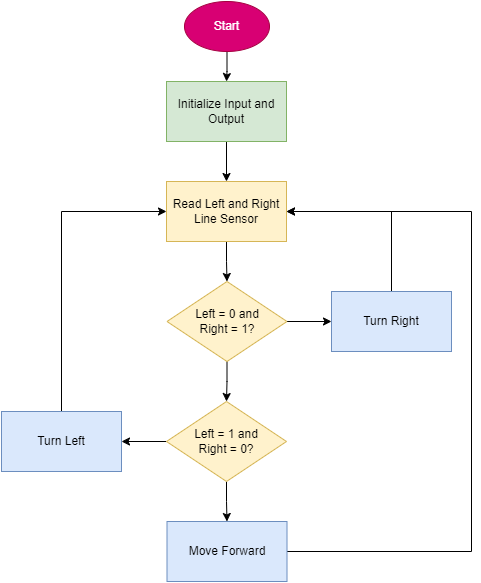 Start
Initialize Input and
Output
Read Left and Right
Line Sensor
Left = 0 and
Right = 1?
Turn Right
Left = 1 and
Right = 0?
Turn Left
Move Forward